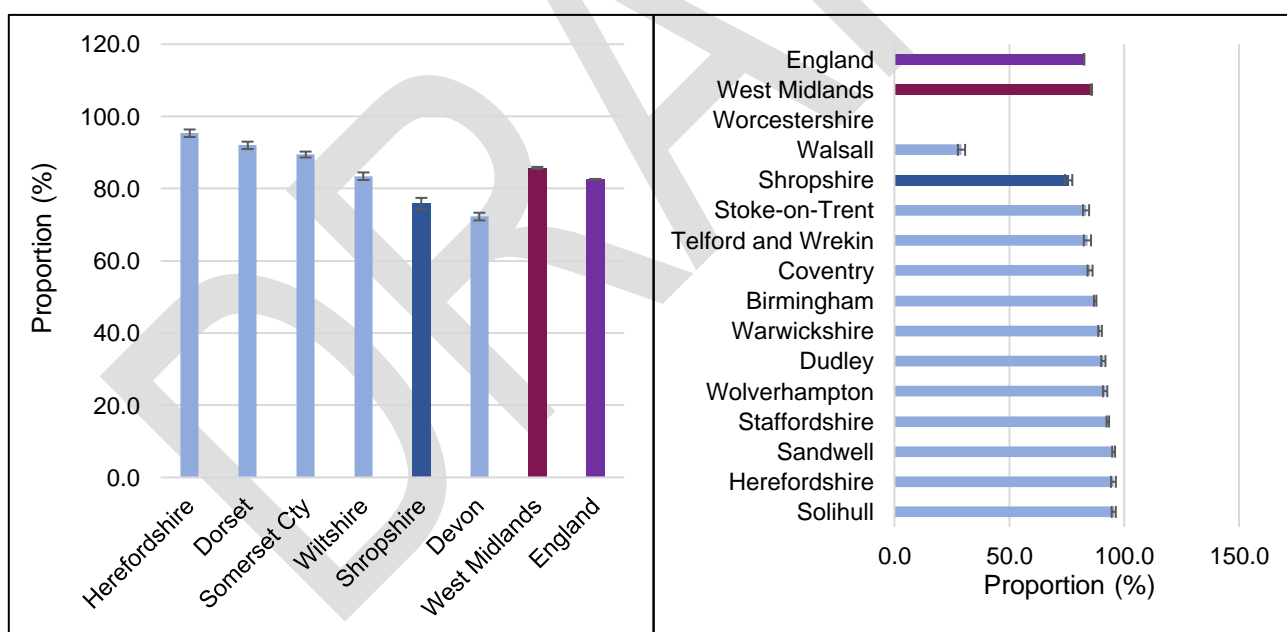 120.0
100.0
80.0
60.0
40.0
20.0
0.0
Proportion (%)
Herefordshire
Dorset
Somerset Cty
Wiltshire
Shropshire
Devon
West Midlands
England
England
West Midlands
Worcestershire
Walsall
Shropshire
Stoke-on-Trent
Telford and Wrekin
Coventry
Birmingham
Warwickshire
Dudley
Wolverhampton
Staffordshire
Sandwell
Herefordshire
Solihull
0.0 50.0 100.0 150.0
Proportion (%)
DRA